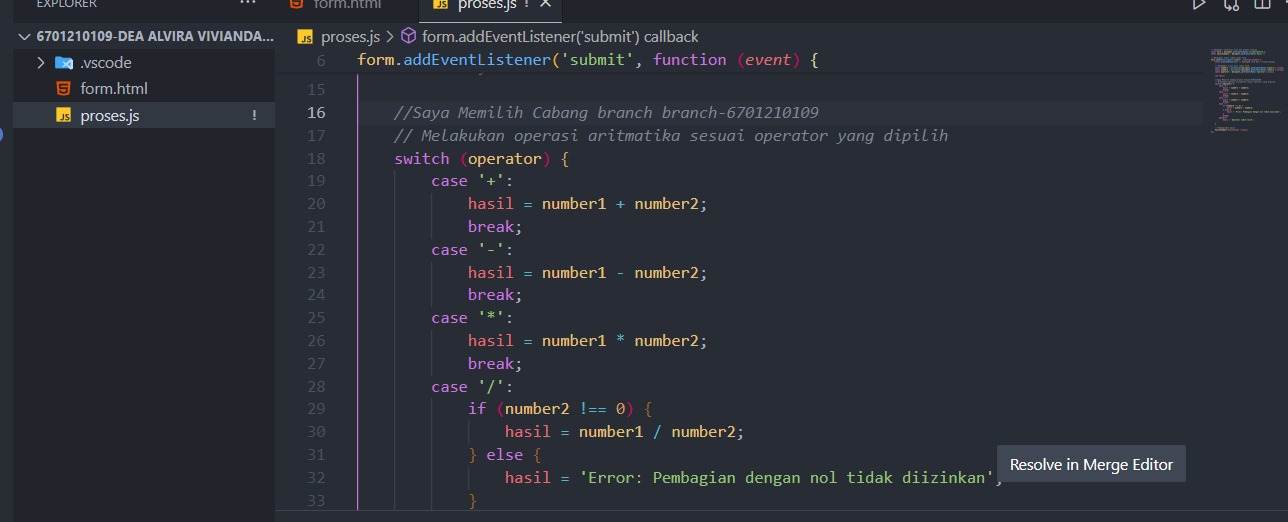 EXPLORER ...
form.html
proses.js !
6701210109-DEA ALVIRA VIVIANDA...
.vscode
form.html
JS proses.js !
JS proses.js > form.addEventListener('submit') callback
6 form.addEventListener('submit', function (event) {
15
16 //Saya Memilih Cabang branch branch-6701210109
17 // Melakukan operasi aritmatika sesuai operator yang dipilih
18 switch (operator) {
19 case '+':
20 hasil = number1 + number2;
21 break;
22 case '-':
23 hasil = number1 - number2;
24 break;
25 case '*':
26 hasil = number1 * number2;
27 break;
28 case '/':
29 if (number2 !== 0) {
30 hasil = number1 / number2;
31 } else {
32 hasil = 'Error: Pembagian dengan nol tidak diizinkan';
33 }
Resolve in Merge Editor